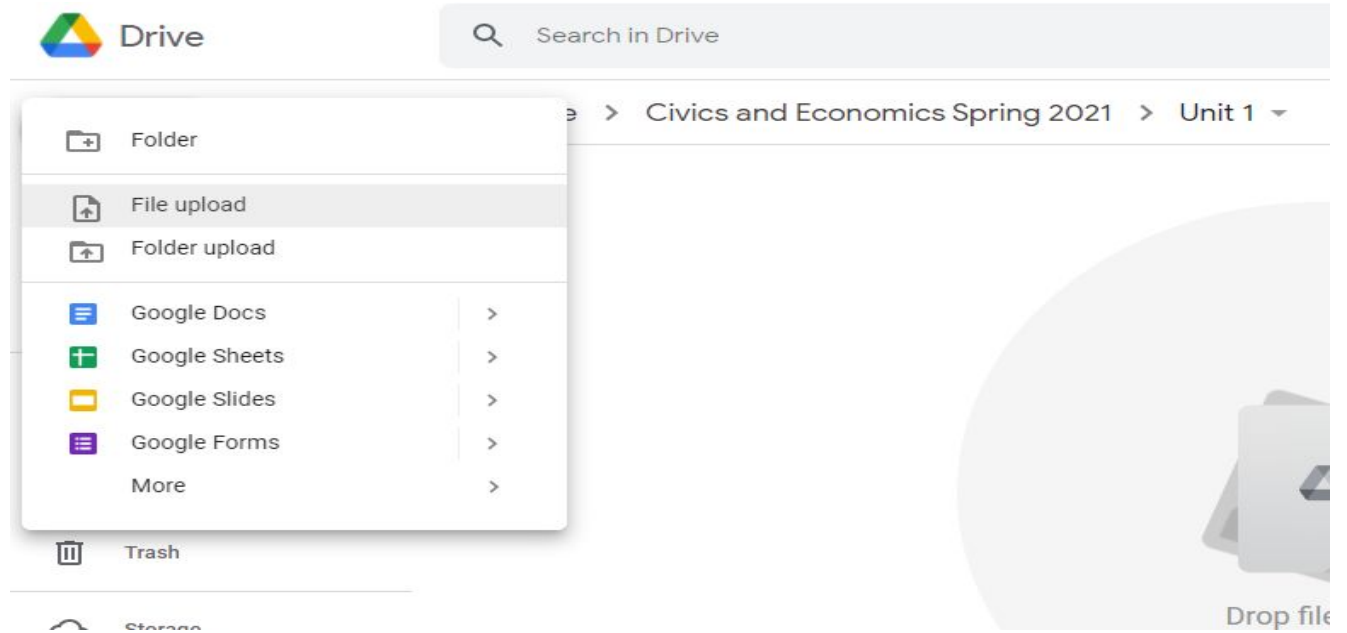 Drive
Search in Drive
> Civics and Economics Spring 2021 > Unit 1
Folder
File upload
Folder upload
Google Docs >
Google Sheets >
Google Slides >
Google Forms >
More >
Trash
Storage
Drop file